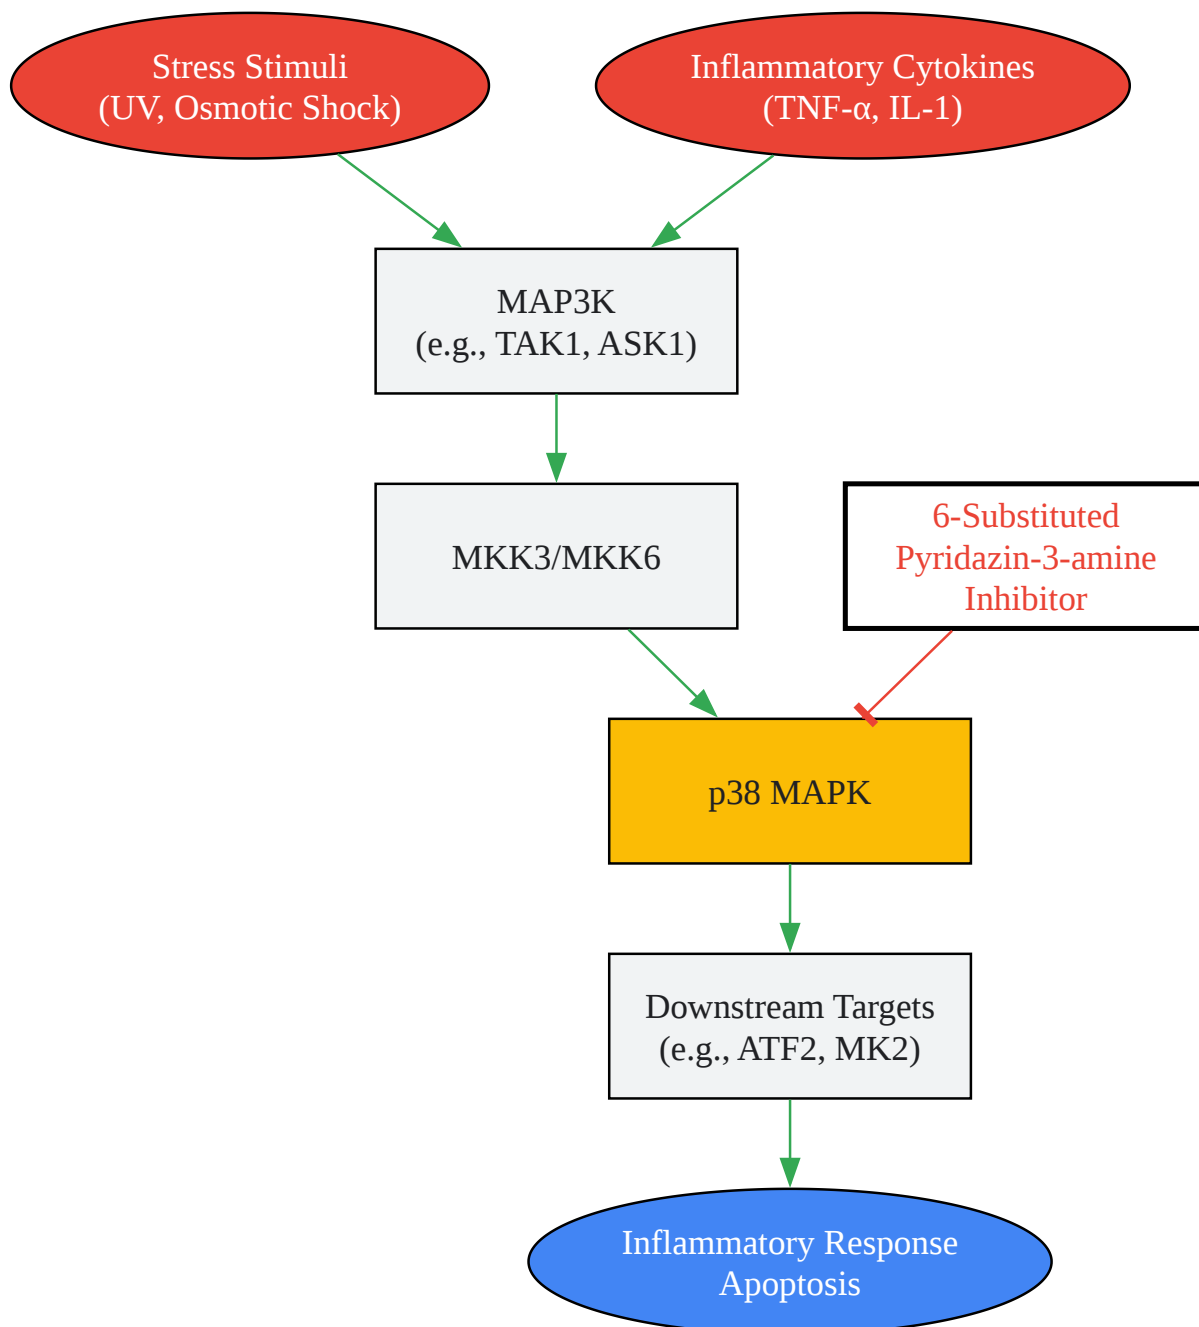 Stress Stimuli
(UV, Osmotic Shock)
Inflammatory Cytokines
(TNF-α, IL-1)
MAP3K
(e.g., TAK1, ASK1)
MKK3/MKK6
6-Substituted
Pyridazin-3-amine
Inhibitor
p38 MAPK
Downstream Targets
(e.g., ATF2, MK2)
Inflammatory Response
Apoptosis